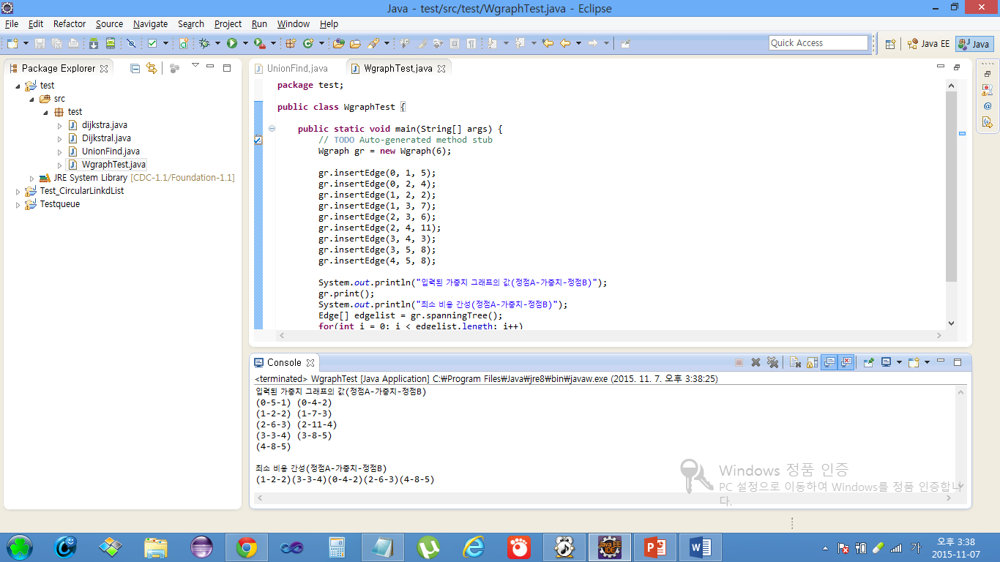 Java - test/src/test/WgraphTest.java - Eclipse
File Edit Refactor Source Navigate Search Project Run Window Help
Quick Access
Java EE
Java
Package Explorer
test
src
test
dijkstra.java
Dijkstral.java
UnionFind.java
WgraphTest.java
JRE System Library [CDC-1.1/Foundation-1.1]
Test_CircularLinkdList
Testqueue
UnionFind.java
WgraphTest.java
package test;
public class WgraphTest {
public static void main(String[] args) {
// TODO Auto-generated method stub
Wgraph gr = new Wgraph(6);
gr.insertEdge(0, 1, 5);
gr.insertEdge(0, 2, 4);
gr.insertEdge(1, 2, 2);
gr.insertEdge(1, 3, 7);
gr.insertEdge(2, 3, 6);
gr.insertEdge(2, 4, 11);
gr.insertEdge(3, 4, 3);
gr.insertEdge(3, 5, 8);
gr.insertEdge(4, 5, 8);
System.out.println("입력된 가중치 그래프의 값(정점A-가중치-정점B)");
gr.print();
System.out.println("최소 비용 간성(정점A-가중치-정점B)");
Edge[] edgelist = gr.spanningTree();
for(int i = 0; i < edgelist.length; i++)
Console
<terminated> WgraphTest [Java Application] C:₩Program Files₩Java₩jre8₩bin₩javaw.exe (2015. 11. 7. 오후 3:38:25)
입력된 가중치 그래프의 값(정점A-가중치-정점B)
(0-5-1) (0-4-2)
(1-2-2) (1-7-3)
(2-6-3) (2-11-4)
(3-3-4) (3-8-5)
(4-8-5)
최소 비용 간성(정점A-가중치-정점B)
(1-2-2)(3-3-4)(0-4-2)(2-6-3)(4-8-5)
Windows 정품 인증
PC 설정으로 이동하여 Windows를 정품 인증합니
다.
Java EE
IDE
가
오후 3:38
2015-11-07